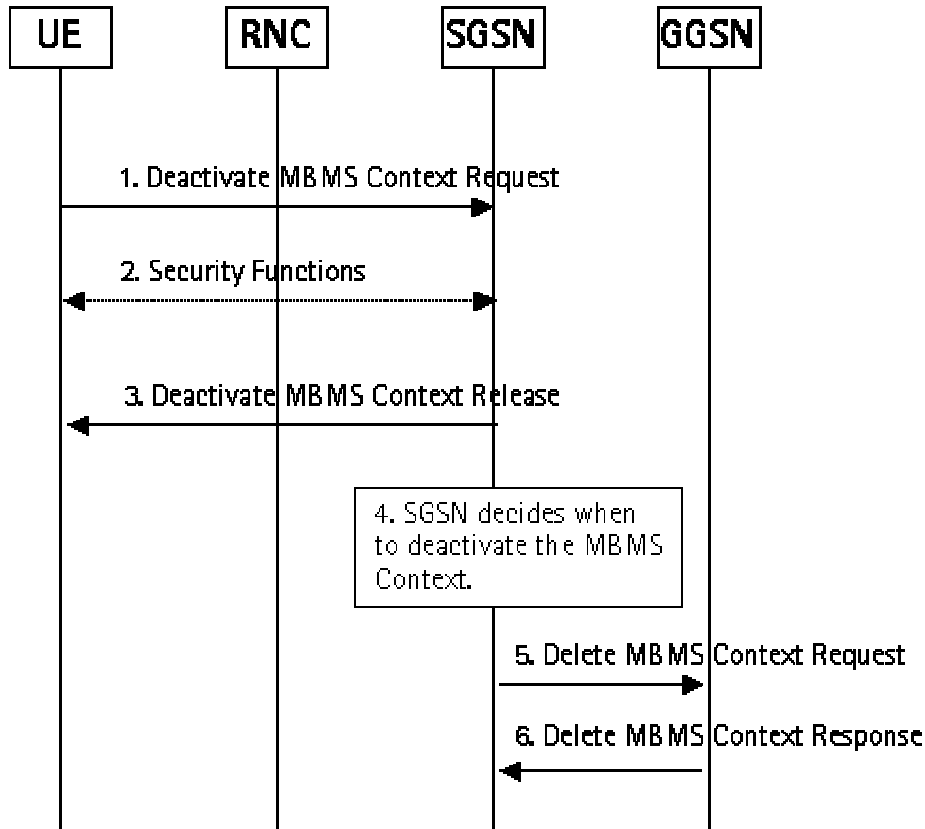 UE RNC SGSN GGSN
1. Deactivate MBMS Context Request
2. Security Functions
3. Deactivate MBMS Context Release
4. SGSN decides when
to deactivate the MBMS
Context.
5. Delete MBMS Context Request
6. Delete MBMS Context Response